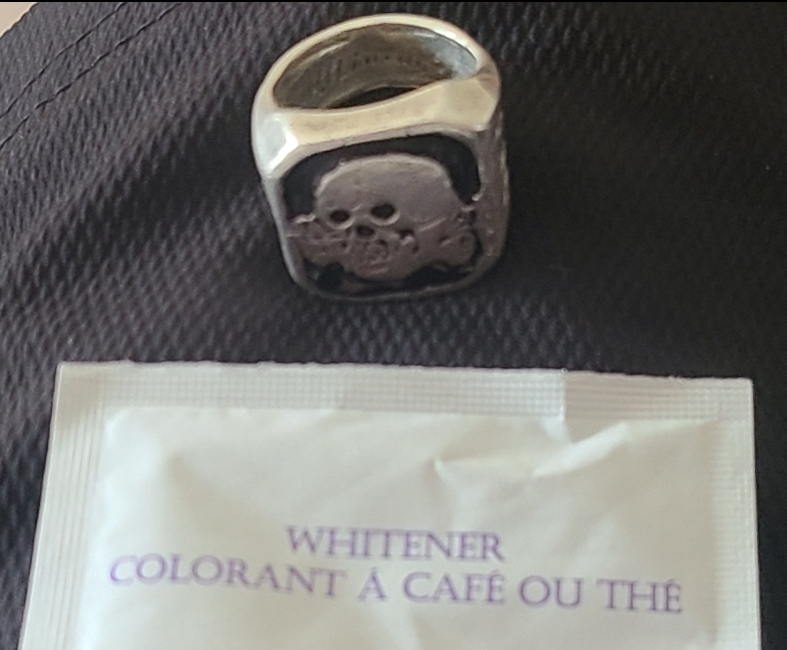 WHITENER
COLORANT Á CAFÉ OU THÉ